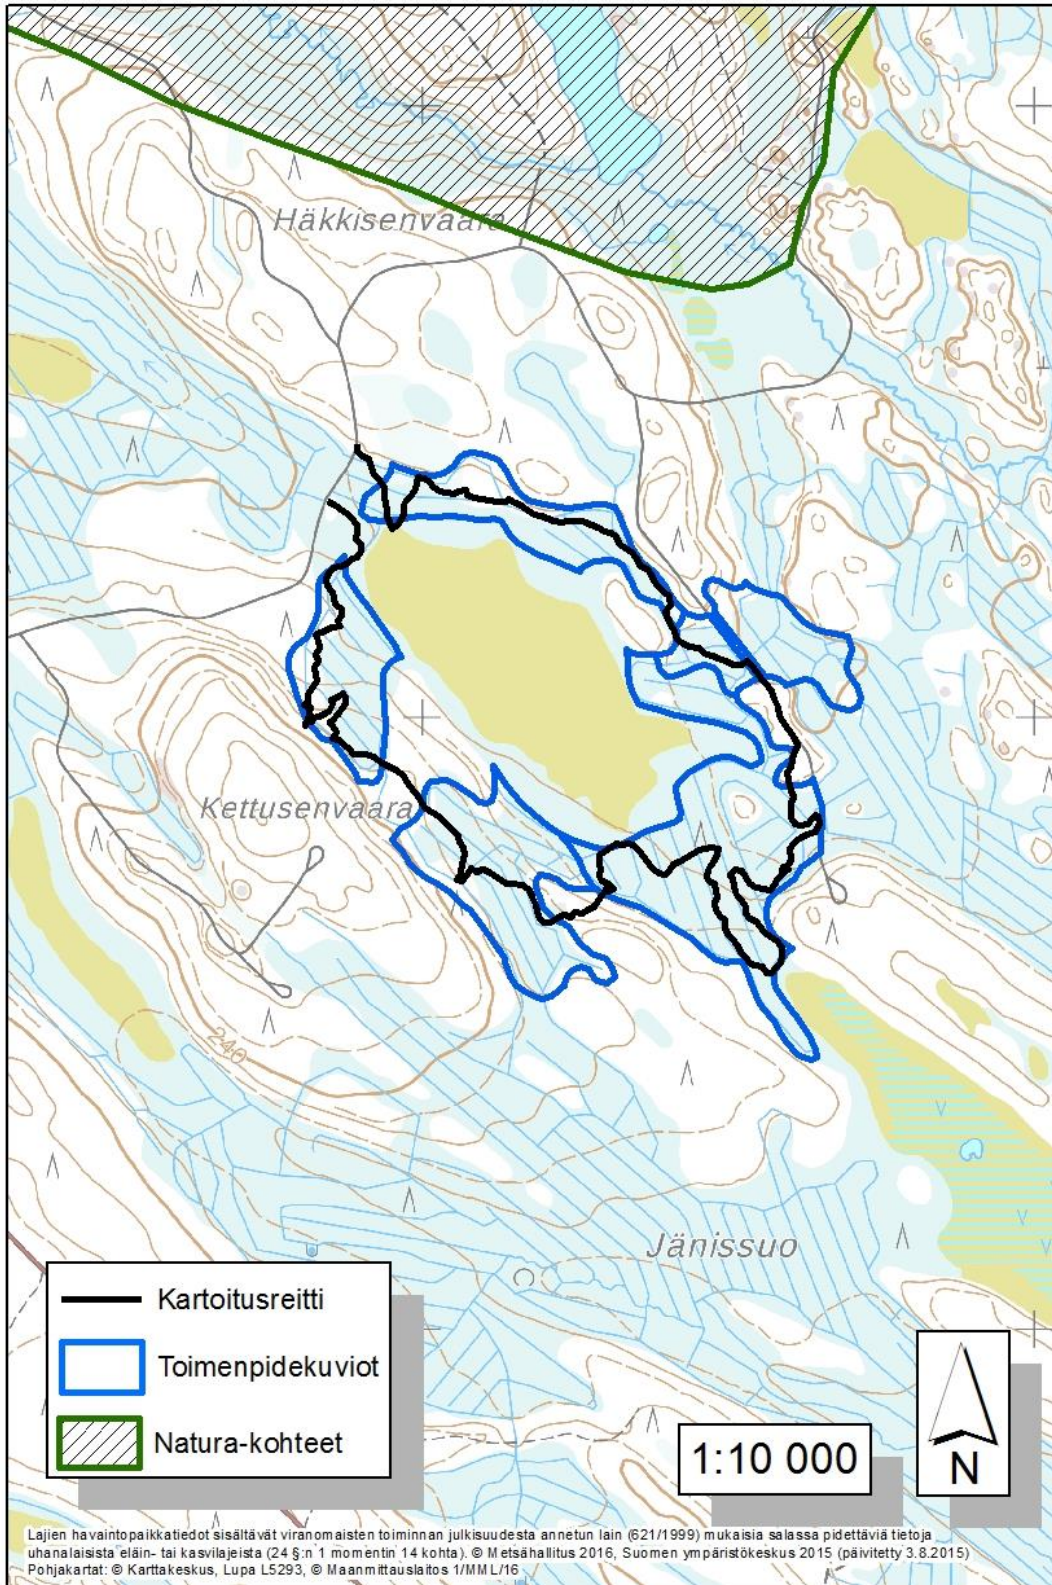 Häkkisenvaara
Kettusenvaara
240
Jänissuo
Kartoitusreitti
Toimenpidekuviot
Natura-kohteet
1:10 000
N
Lajien havaintopaikkatiedot sisältävät viranomaisten toiminnan julkisuudesta annetun lain (621/1999) mukaisia salassa pidettäviä tietoja
uhanalaisista eläin- tai kasvilajeista (24 §:n 1 momentin 14 kohta). © Metsähallitus 2016, Suomen ympäristökeskus 2015 (päivitetty 3.8.2015)
Pohjakartat: © Karttakeskus, Lupa L5293, © Maanmittauslaitos 1/MML/16